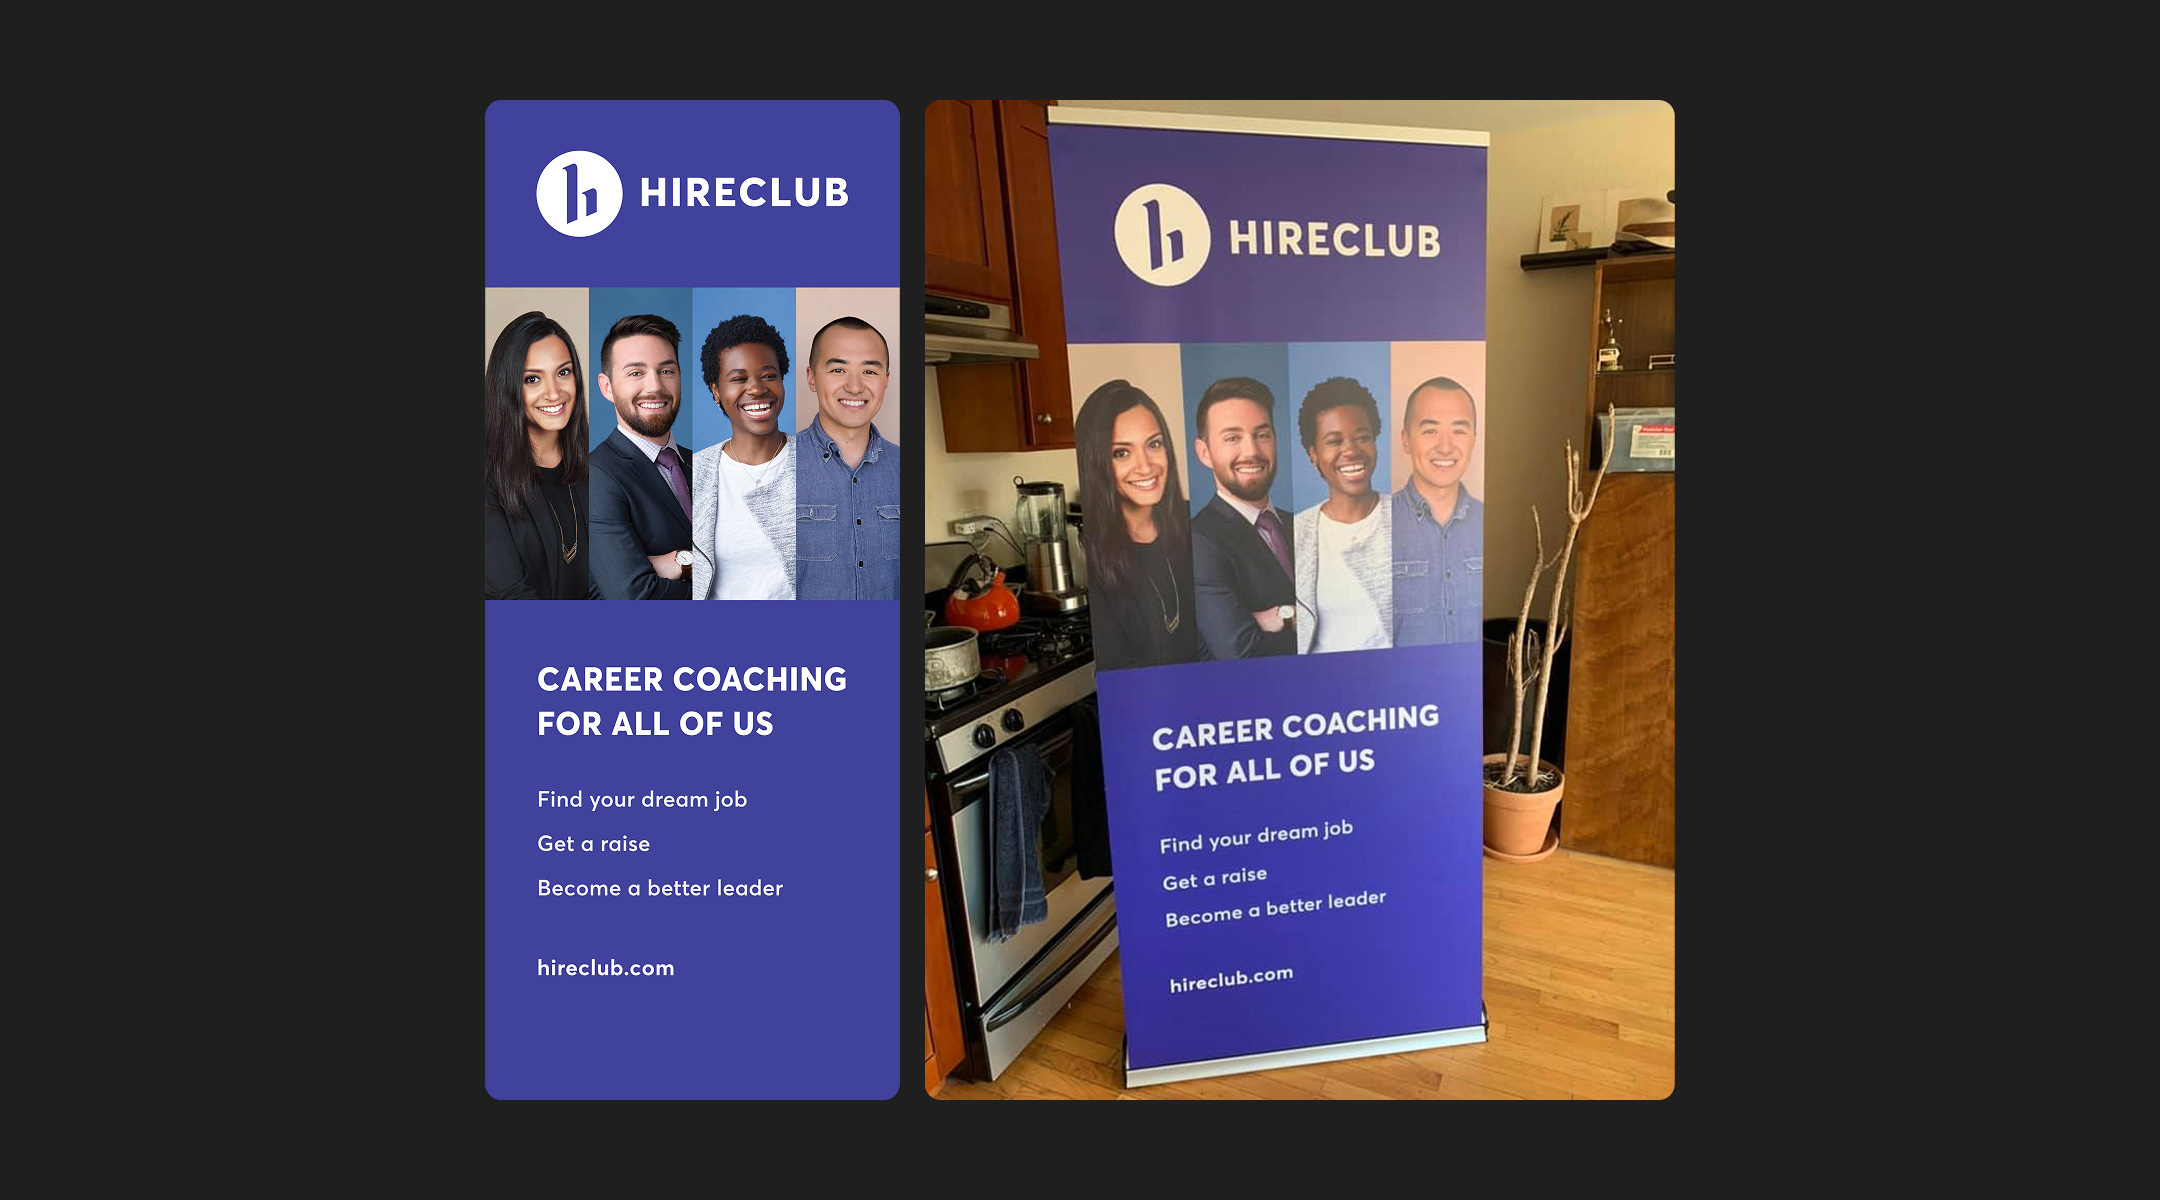 h HIRECLUB
CAREER COACHING
FOR ALL OF US
Find your dream job
Get a raise
Become a better leader
hireclub.com
h HIRECLUB
CAREER COACHING
FOR ALL OF US
Find your dream job
Get a raise
Become a better leader
hireclub.com